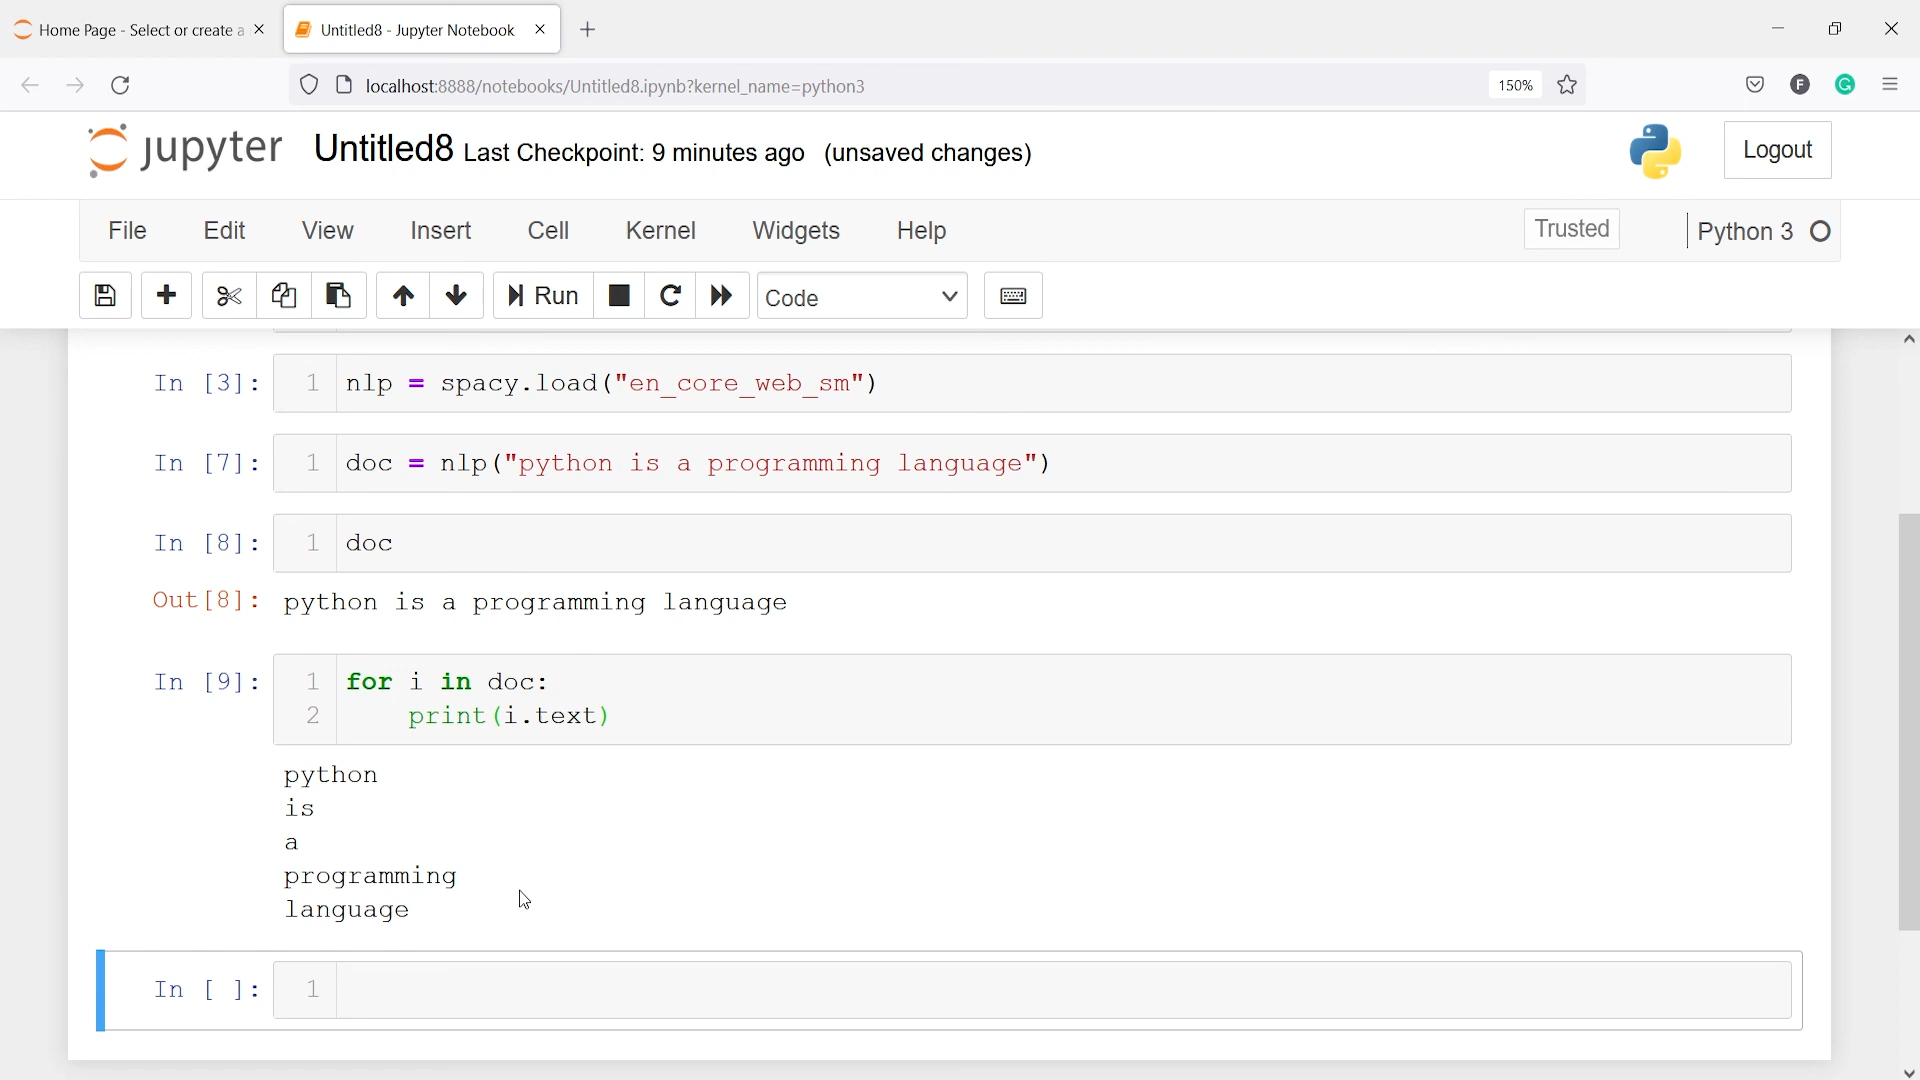 Home Page - Select or create a
Untitled8 - Jupyter Notebook
localhost:8888/notebooks/Untitled8.ipynb?kernel_name=python3
150%
F
G
jupyter Untitled8 Last Checkpoint: 9 minutes ago (unsaved changes)
Logout
File Edit View Insert Cell Kernel Widgets Help
Trusted
Python 3
Run
Code
In [3]: 1 nlp = spacy.load("en_core_web_sm")
In [7]: 1 doc = nlp("python is a programming language")
In [8]: 1 doc
Out[8]: python is a programming language
In [9]: 1 for i in doc:
2 print(i.text)
python
is
a
programming
language
In [ ]: 1